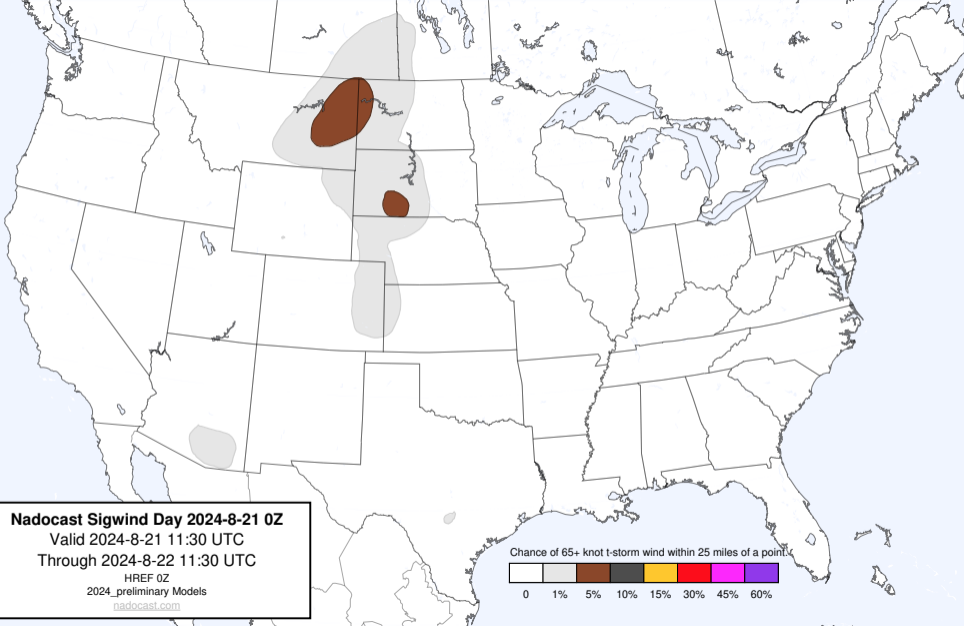 Nadocast Sigwind Day 2024-8-21 0Z
Valid 2024-8-21 11:30 UTC
Through 2024-8-22 11:30 UTC
HREF 0Z
2024_preliminary Models
nadocast.com
Chance of 65+ knot t-storm wind within 25 miles of a point.
0 1% 5% 10% 15% 30% 45% 60%